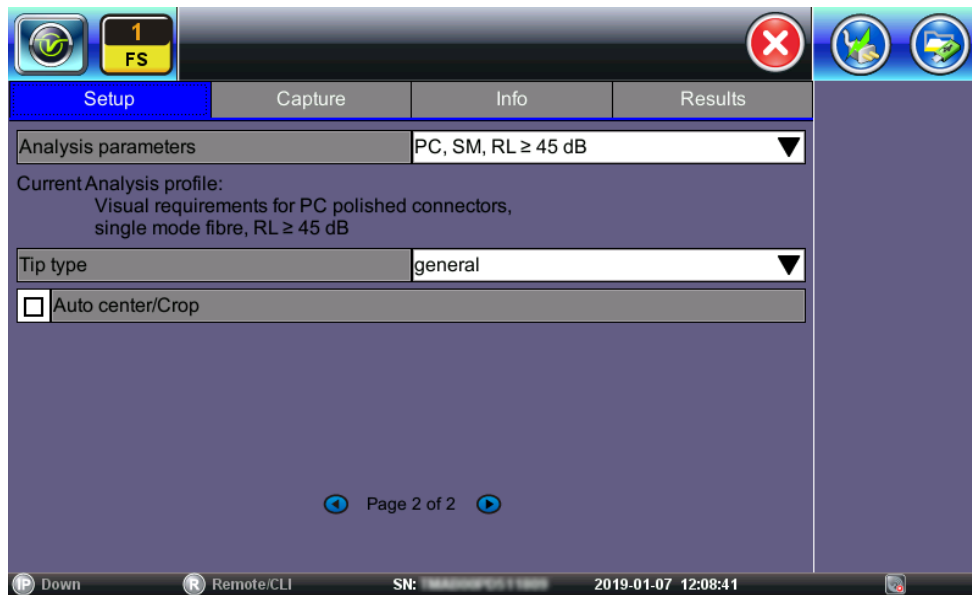 1
FS
Setup Capture Info Results
Analysis parameters PC, SM, RL ≥ 45 dB
Current Analysis profile:
Visual requirements for PC polished connectors,
single mode fibre, RL ≥ 45 dB
Tip type general
Auto center/Crop
Page 2 of 2
IP Down R Remote/CLI SN: 2019-01-07 12:08:41